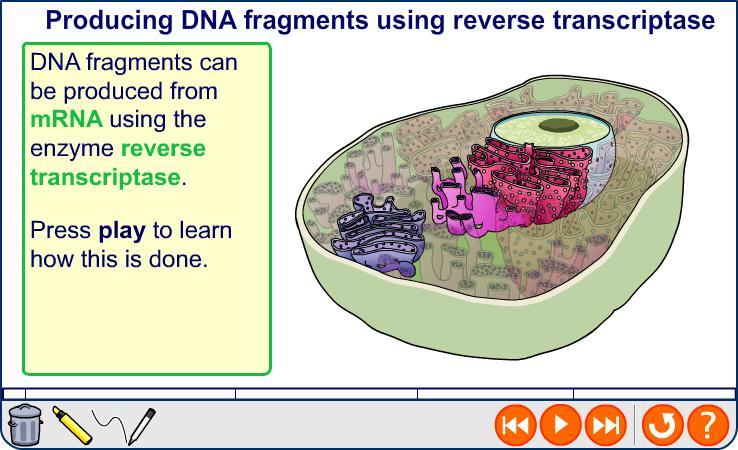 Producing DNA fragments using reverse transcriptase
DNA fragments can
be produced from
mRNA using the
enzyme reverse
transcriptase.
Press play to learn
how this is done.
?